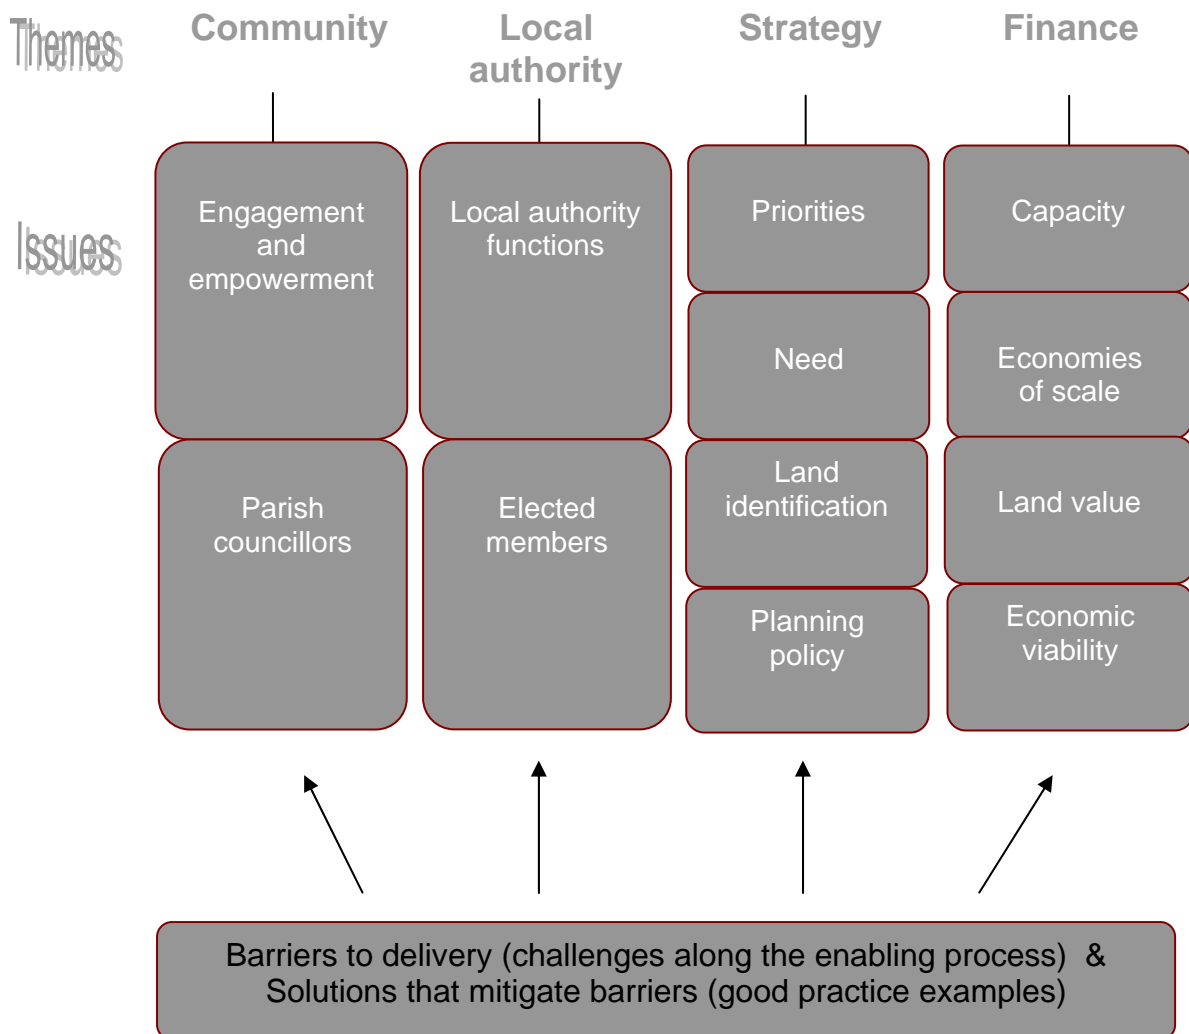 Themes
Community
Local
authority
Strategy
Finance
Issues
Engagement
and
empowerment
Local authority
functions
Priorities
Capacity
Need
Economies
of scale
Parish
councillors
Elected
members
Land
identification
Land value
Planning
policy
Economic
viability
Barriers to delivery (challenges along the enabling process) &
Solutions that mitigate barriers (good practice examples)